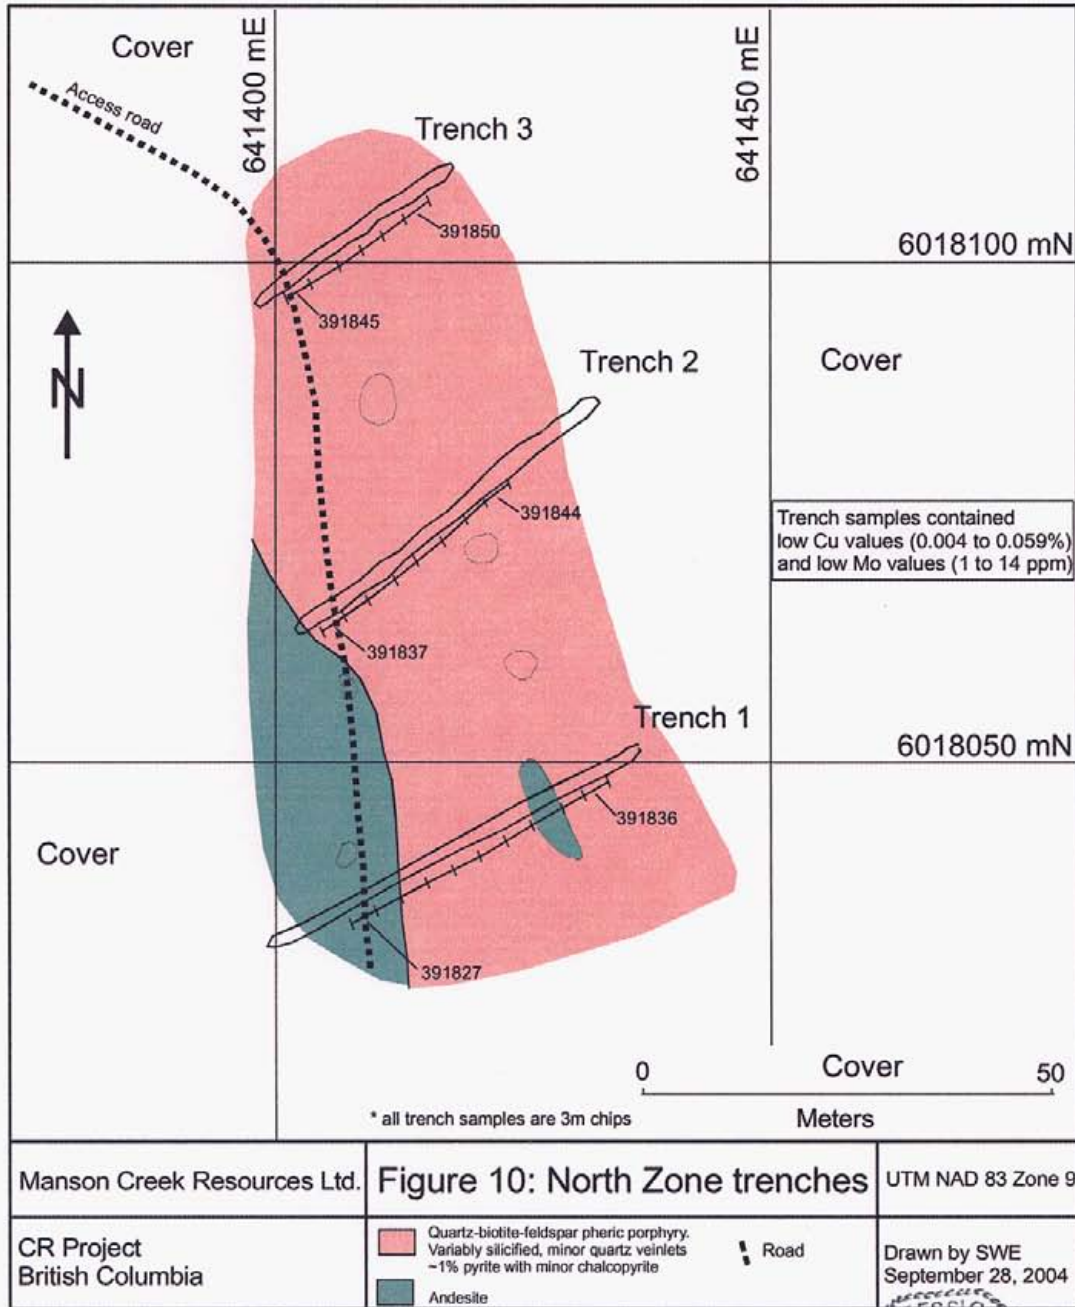 Cover
641400 mE
641450 mE
Access road
Trench 3
391850
6018100 mN
391845
Trench 2
Cover
N
391844
Trench samples contained
low Cu values (0.004 to 0.059%)
and low Mo values (1 to 14 ppm)
391837
Trench 1
6018050 mN
391836
Cover
391827
Cover
0 50
* all trench samples are 3m chips
Meters
Manson Creek Resources Ltd.
Figure 10: North Zone trenches
UTM NAD 83 Zone 9
CR Project
British Columbia
Quartz-biotite-feldspar pheric porphyry.
Variably silicified, minor quartz veinlets
~1% pyrite with minor chalcopyrite
Road
Andesite
Drawn by SWE
September 28, 2004